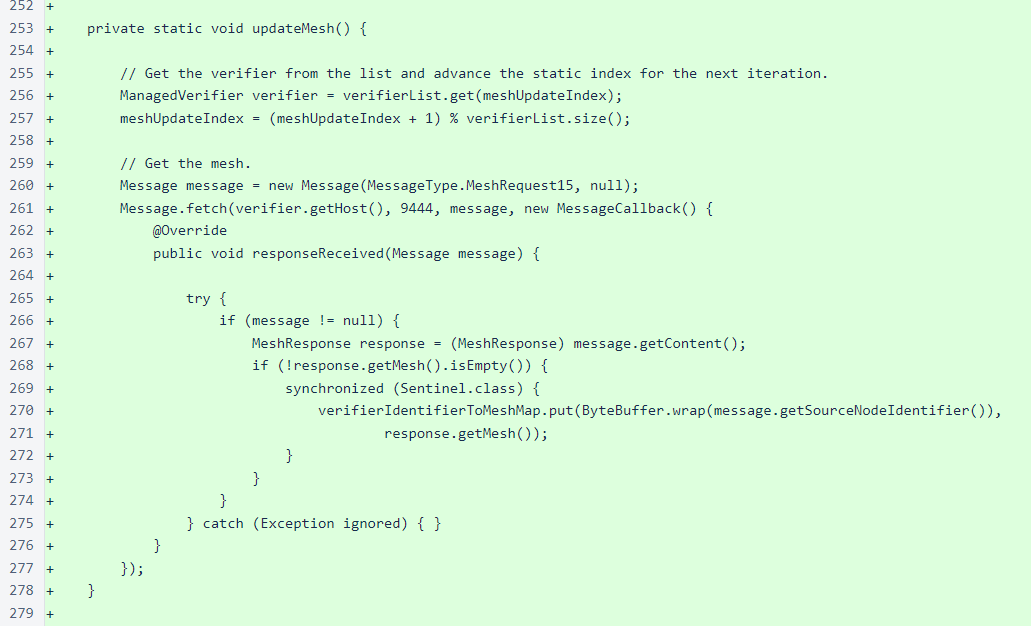 252 +
253 +    private static void updateMesh() {
254 +
255 +        // Get the verifier from the list and advance the static index for the next iteration.
256 +        ManagedVerifier verifier = verifierList.get(meshUpdateIndex);
257 +        meshUpdateIndex = (meshUpdateIndex + 1) % verifierList.size();
258 +
259 +        // Get the mesh.
260 +        Message message = new Message(MessageType.MeshRequest15, null);
261 +        Message.fetch(verifier.getHost(), 9444, message, new MessageCallback() {
262 +            @Override
263 +            public void responseReceived(Message message) {
264 +
265 +                try {
266 +                    if (message != null) {
267 +                        MeshResponse response = (MeshResponse) message.getContent();
268 +                        if (!response.getMesh().isEmpty()) {
269 +                            synchronized (Sentinel.class) {
270 +                                verifierIdentifierToMeshMap.put(ByteBuffer.wrap(message.getSourceNodeIdentifier()),
271 +                                        response.getMesh());
272 +                            }
273 +                        }
274 +                    }
275 +                } catch (Exception ignored) { }
276 +            }
277 +        });
278 +    }
279 +